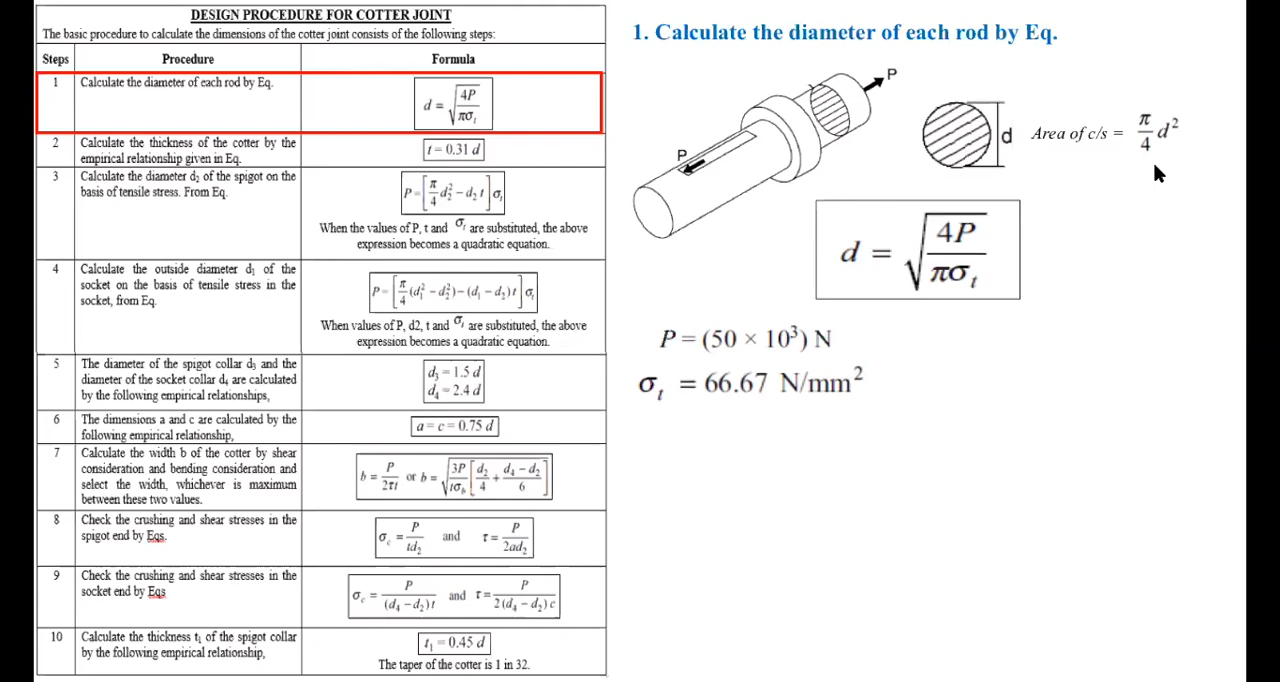 DESIGN PROCEDURE FOR COTTER JOINT
The basic procedure to calculate the dimensions of the cotter joint consists of the following steps:
Steps Procedure Formula
1 Calculate the diameter of each rod by Eq.
d = √(4P / πσt)
2 Calculate the thickness of the cotter by the
empirical relationship given in Eq.
t = 0.31 d
3 Calculate the diameter d2 of the spigot on the
basis of tensile stress. From Eq.
P = [π/4 d2² – d2 t] σt
When the values of P, t and σt are substituted, the above
expression becomes a quadratic equation.
4 Calculate the outside diameter d1 of the
socket on the basis of tensile stress in the
socket, from Eq.
P = [π/4 (d1² – d2²) – (d1 – d2) t] σt
When values of P, d2, t and σt are substituted, the above
expression becomes a quadratic equation.
5 The diameter of the spigot collar d3 and the
diameter of the socket collar d4 are calculated
by the following empirical relationships,
d3 = 1.5 d
d4 = 2.4 d
6 The dimensions a and c are calculated by the
following empirical relationship,
a = c = 0.75 d
7 Calculate the width b of the cotter by shear
consideration and bending consideration and
select the width, whichever is maximum
between these two values.
b = P / 2τt or b = √(3P / tσb [d2 / 4 + (d4 – d2) / 6])
8 Check the crushing and shear stresses in the
spigot end by Eqs.
σc = P / td2 and τ = P / 2ad2
9 Check the crushing and shear stresses in the
socket end by Eqs
σc = P / (d4 – d2) t and τ = P / 2(d4 – d2) c
10 Calculate the thickness t1 of the spigot collar
by the following empirical relationship,
t1 = 0.45 d
The taper of the cotter is 1 in 32.
1. Calculate the diameter of each rod by Eq.
P
P
d
Area of c/s = π/4 d²
d = √(4P / πσt)
P = (50 × 10³) N
σt = 66.67 N/mm²